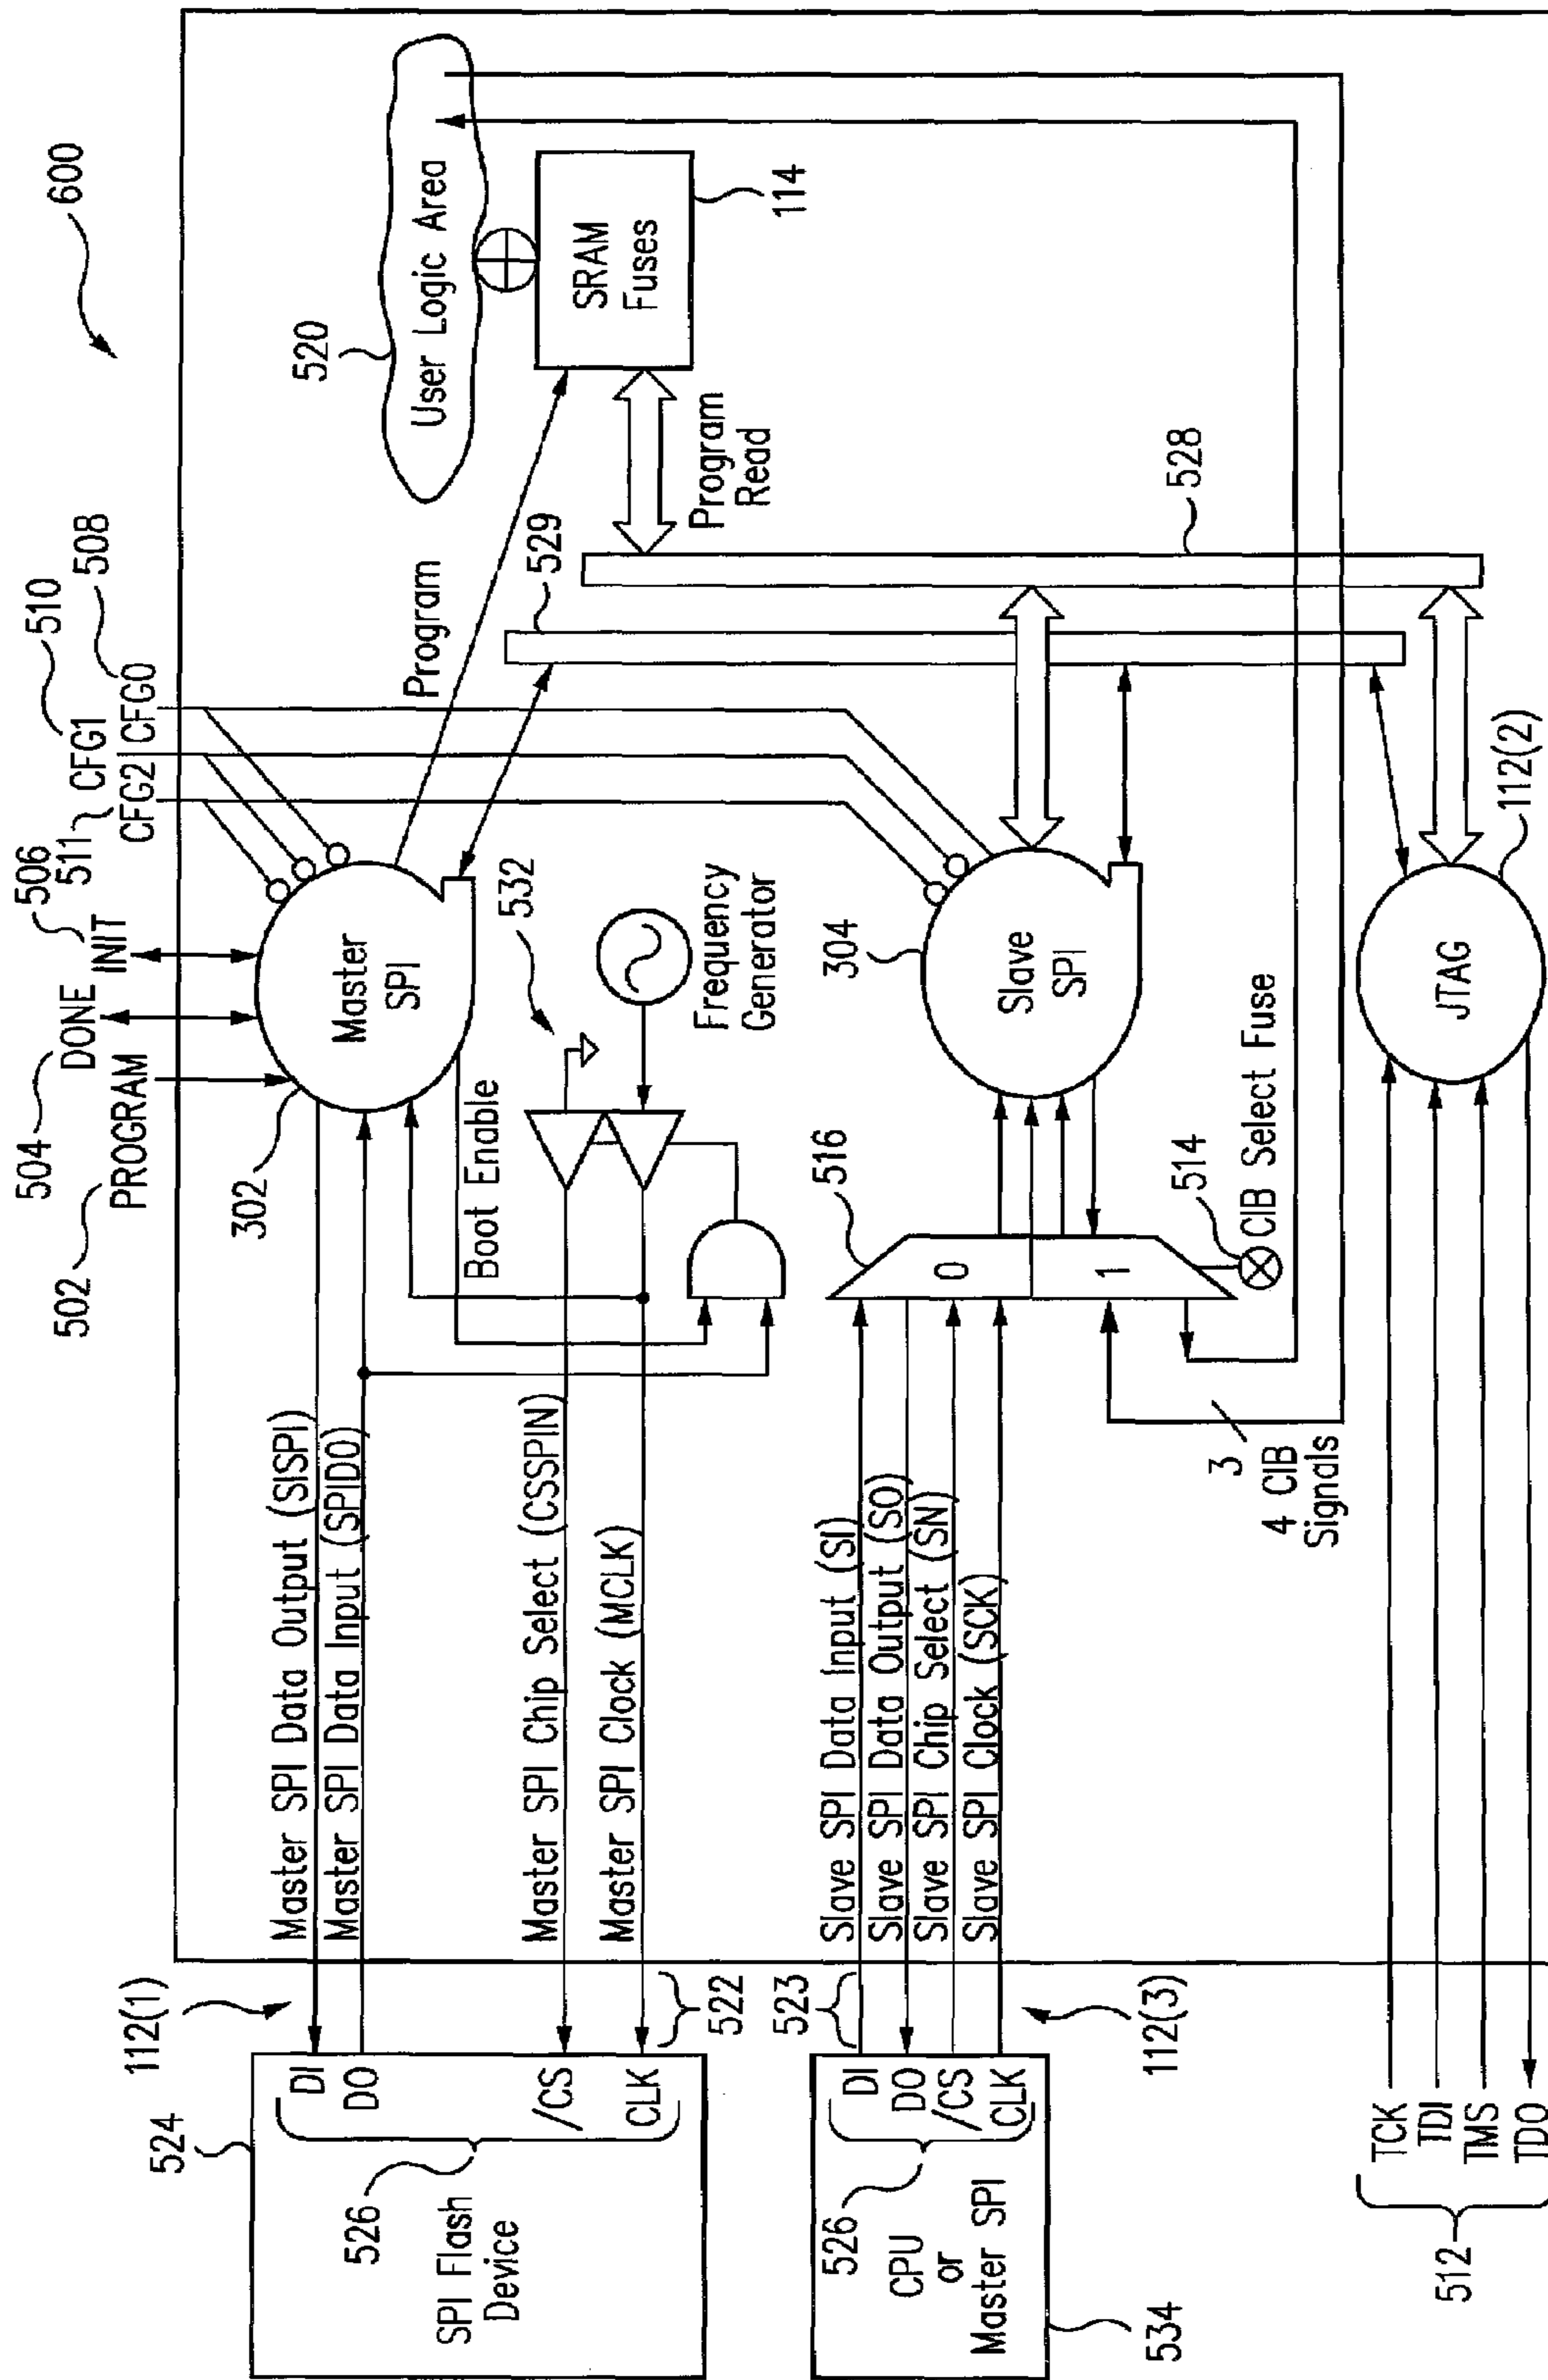 600
502
PROGRAM
504
DONE
506
INIT
511
CFG2
510
CFG1
508
CFG0
520
User Logic Area
SRAM
Fuses
114
Program
Read
Program
529
528
302
Master
SPI
Boot Enable
532
Frequency
Generator
524
SPI Flash
Device
526
DI
DO
/CS
CLK
112(1)
522
Master SPI Data Output (SISPI)
Master SPI Data Input (SPIDO)
Master SPI Chip Select (CSSPIN)
Master SPI Clock (MCLK)
534
CPU
or
Master SPI
526
DI
DO
/CS
CLK
523
112(3)
Slave SPI Data Input (SI)
Slave SPI Data Output (SO)
Slave SPI Chip Select (SN)
Slave SPI Clock (SCK)
516
0
1
514
CIB Select Fuse
304
Slave
SPI
3
4 CIB
Signals
512
TCK
TDI
TMS
TDO
JTAG
112(2)